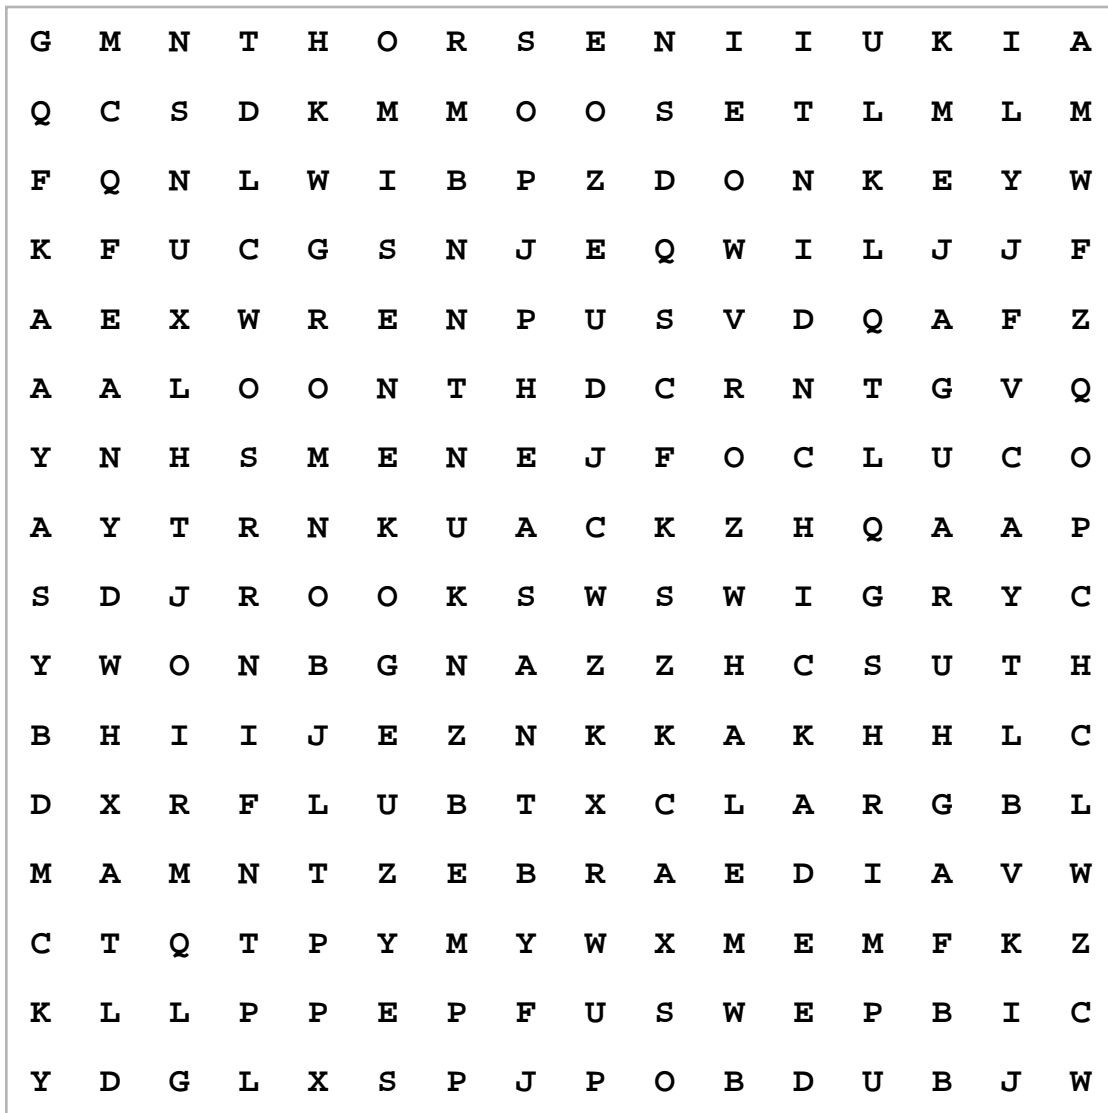 G M N T H O R S E N I I U K I A
Q C S D K M M O O S E T L M L M
F Q N L W I B P Z D O N K E Y W
K F U C G S N J E Q W I L J J F
A E X W R E N P U S V D Q A F Z
A A L O O N T H D C R N T G V Q
Y N H S M E N E J F O C L U C O
A Y T R N K U A C K Z H Q A A P
S D J R O O K S W S W I G R Y C
Y W O N B G N A Z Z H C S U T H
B H I I J E Z N K K A K H H L C
D X R F L U B T X C L A R G B L
M A M N T Z E B R A E D I A V W
C T Q T P Y M Y W X M E M F K Z
K L L P P E P F U S W E P B I C
Y D G L X S P J P O B D U B J W